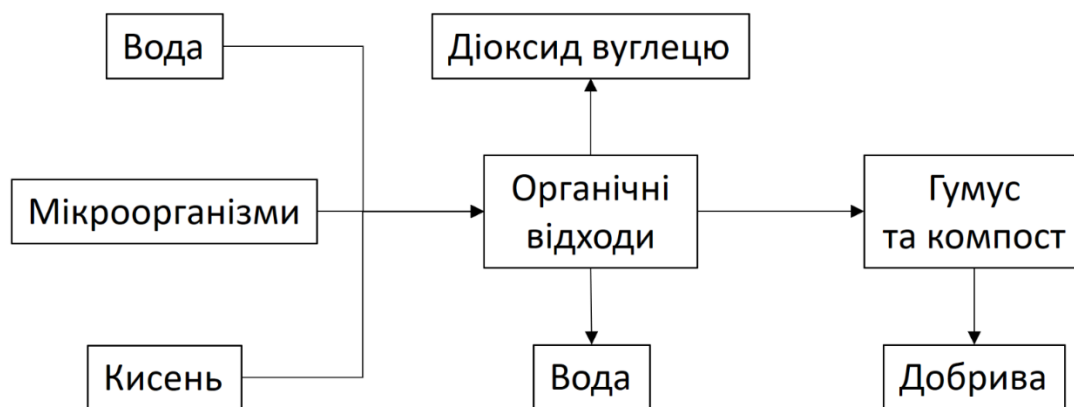 Вода
Діоксид вуглецю
Мікроорганізми
Органічні
відходи
Гумус
та компост
Кисень
Вода
Добрива